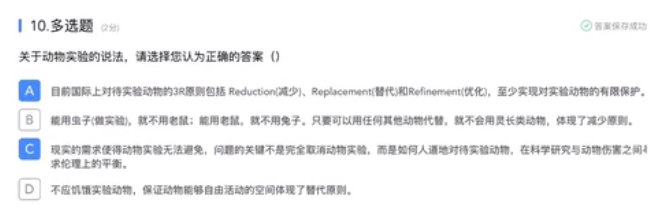 10.多选题 (2分)
答案保存成功
关于动物实验的说法，请选择您认为正确的答案（）
A 目前国际上对待实验动物的3R原则包括 Reduction(减少)、Replacement(替代)和Refinement(优化)，至少实现对实验动物的有限保护。
B 能用虫子(做实验)，就不用老鼠；能用老鼠，就不用兔子。只要可以用任何其他动物代替，就不会用灵长类动物，体现了减少原则。
C 现实的需求使得动物实验无法避免，问题的关键不是完全取消动物实验，而是如何人道地对待实验动物，在科学研究与动物伤害之间
求伦理上的平衡。
D 不应饥饿实验动物，保证动物能够自由活动的空间体现了替代原则。